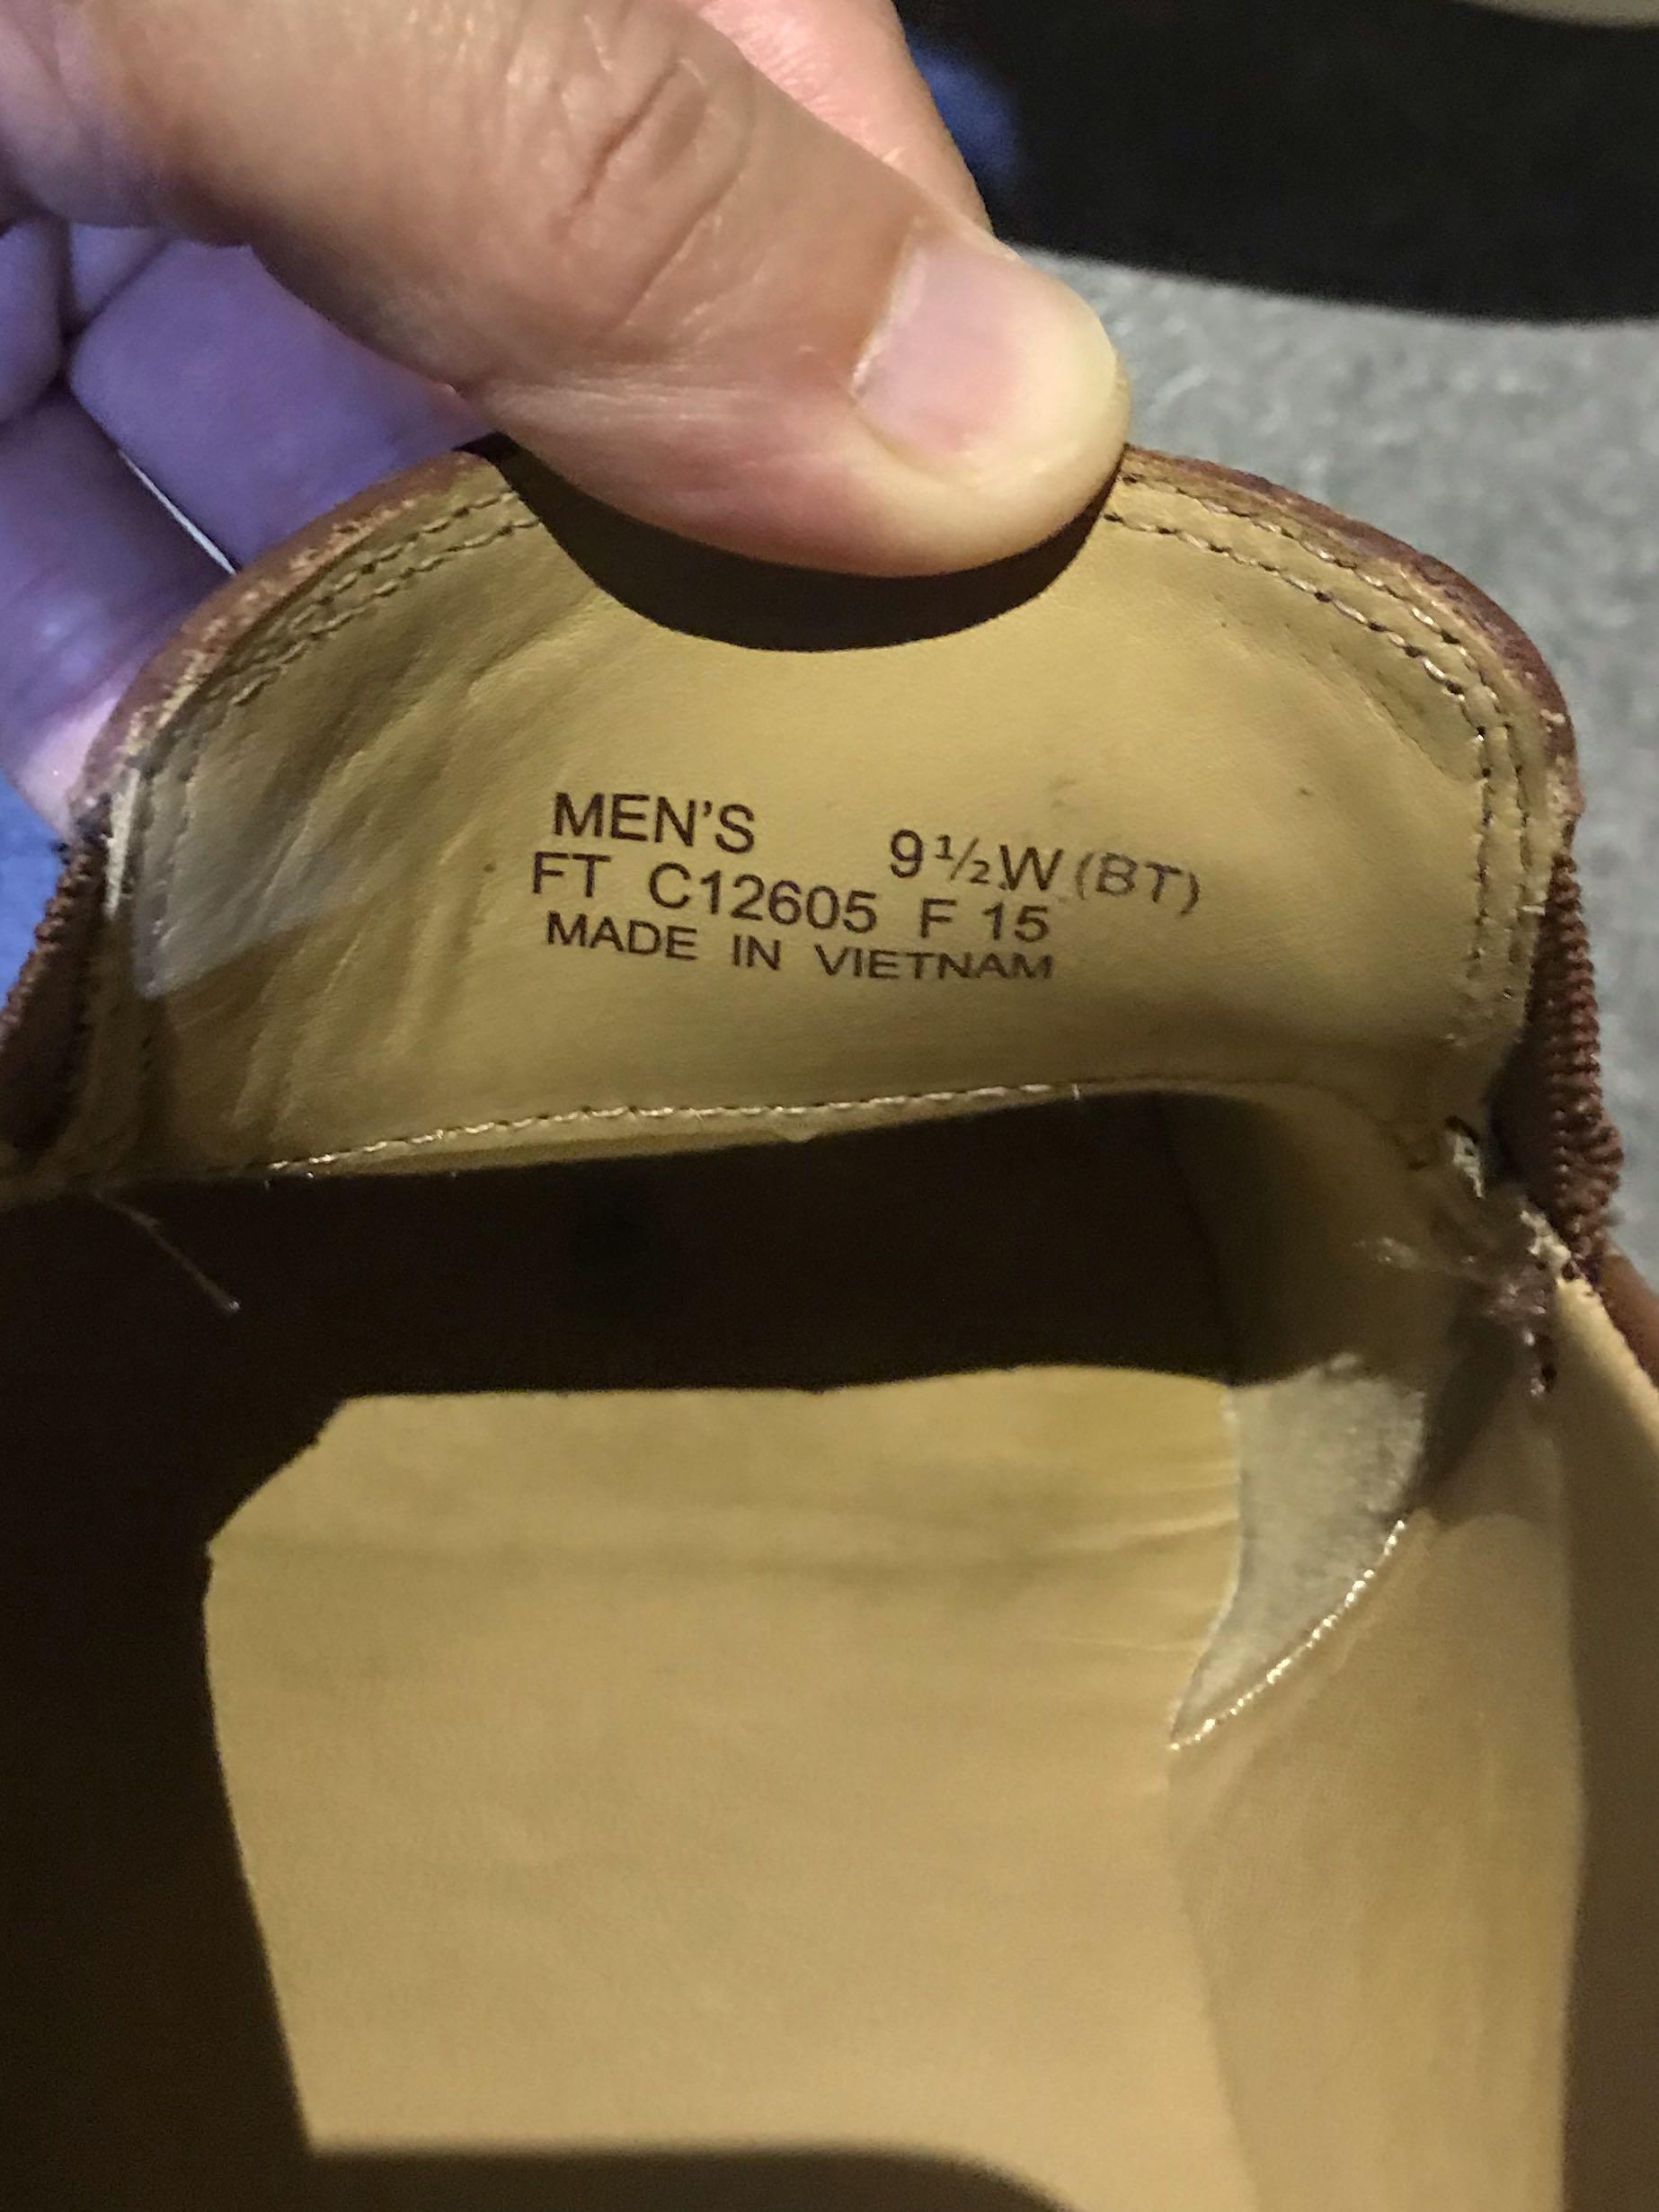 MEN'S 9½W (BT)
FT C12605 F 15
MADE IN VIETNAM